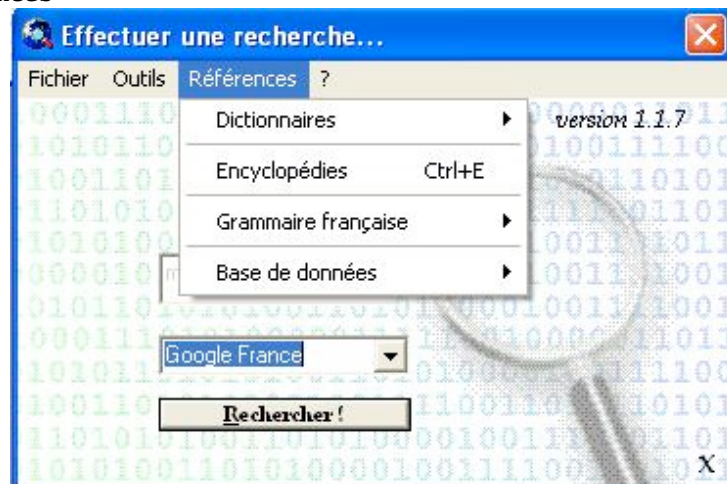 Effectuer une recherche...
Fichier Outils Références ?
Dictionnaires
version 1.1.7
Encyclopédies Ctrl+E
Grammaire française
Base de données
Google France
Rechercher !
X